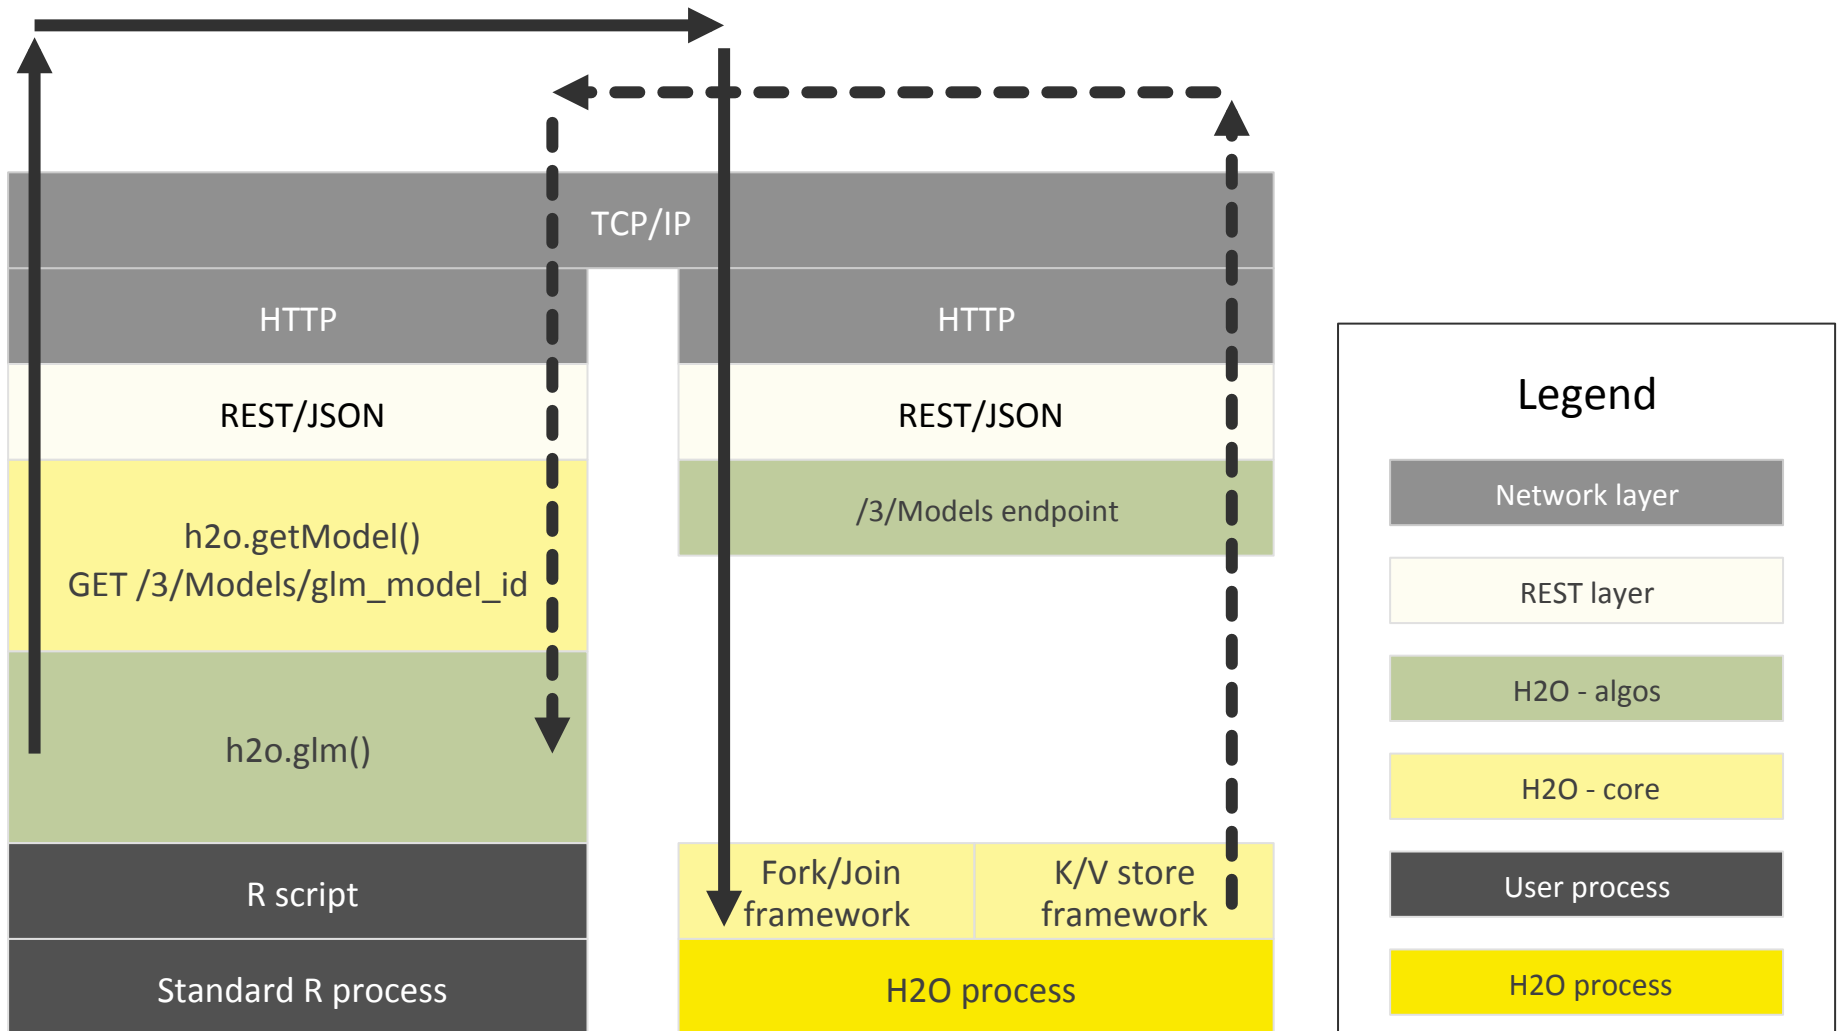 TCP/IP
HTTP
HTTP
REST/JSON
REST/JSON
h2o.getModel()
GET /3/Models/glm_model_id
/3/Models endpoint
h2o.glm()
Fork/Join
framework
K/V store
framework
R script
Standard R process
H2O process
Legend
Network layer
REST layer
H2O - algos
H2O - core
User process
H2O process